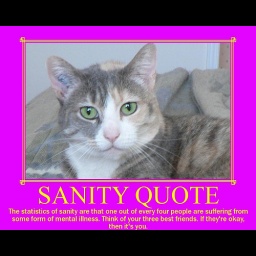 SANITY QUOTE
The statistics of sanity are that one out of every four people are suffering from
some form of mental illness. Think of your three best friends. If they're okay,
then it's you.